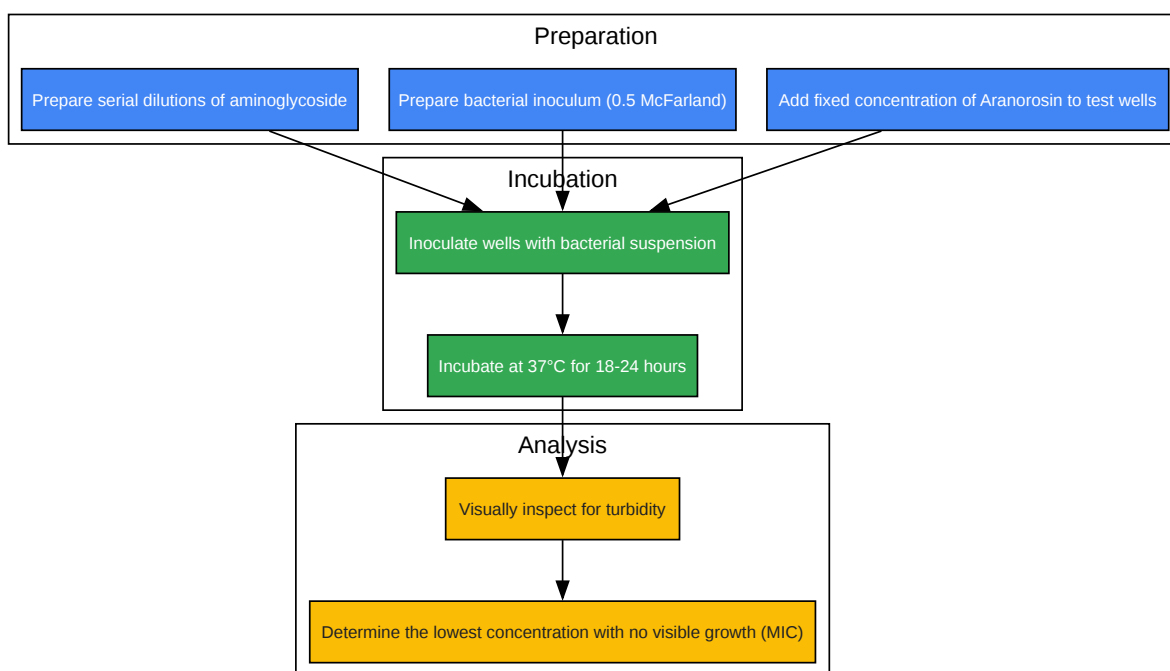 Preparation
Prepare serial dilutions of aminoglycoside
Prepare bacterial inoculum (0.5 McFarland)
Add fixed concentration of Aranorosin to test wells
Incubation
Inoculate wells with bacterial suspension
Incubate at 37°C for 18-24 hours
Analysis
Visually inspect for turbidity
Determine the lowest concentration with no visible growth (MIC)